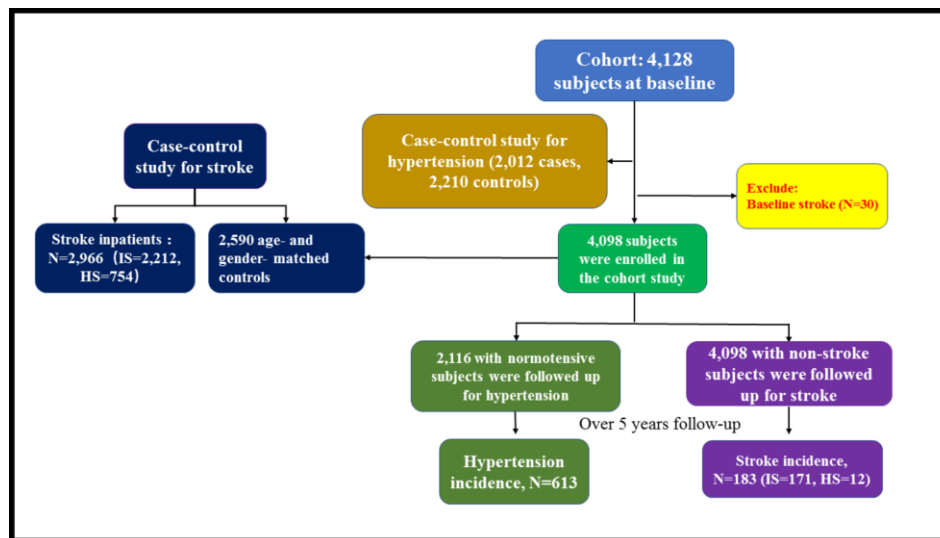 Cohort: 4,128
subjects at baseline
Case-control study for
hypertension (2,012 cases,
2,210 controls)
Case-control
study for stroke
Exclude:
Baseline stroke (N=30)
Stroke inpatients :
N=2,966（IS=2,212,
HS=754）
2,590 age- and
gender- matched
controls
4,098 subjects
were enrolled in
the cohort study
2,116 with normotensive
subjects were followed up
for hypertension
4,098 with non-stroke
subjects were followed
up for stroke
Over 5 years follow-up
Hypertension
incidence, N=613
Stroke incidence,
N=183 (IS=171, HS=12)